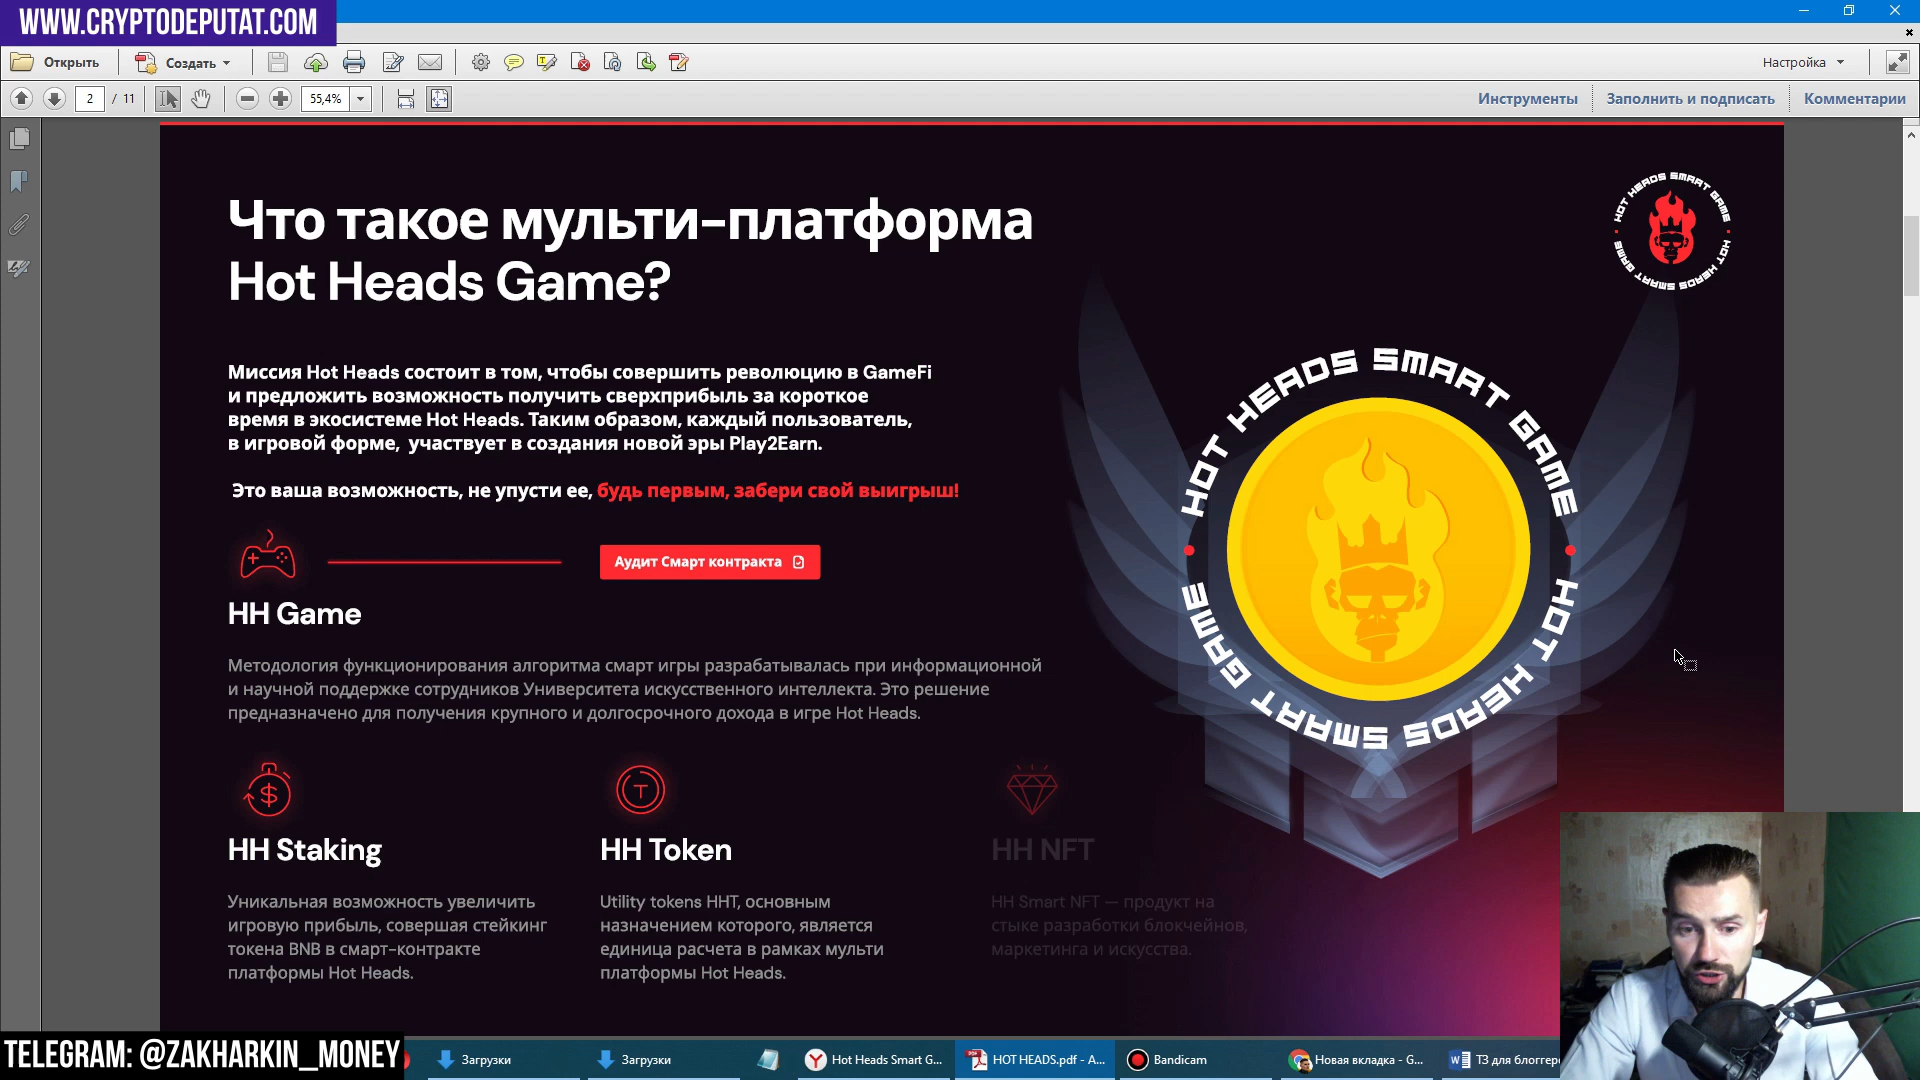 WWW.CRYPTODEPUTAT.COM
Открыть
Создать
Настройка
2 / 11
55,4%
Инструменты
Заполнить и подписать
Комментарии
Что такое мульти-платформа
Hot Heads Game?
HOT HEADS SMART GAME
HOT HEADS SMART GAME
Миссия Hot Heads состоит в том, чтобы совершить революцию в GameFi
и предложить возможность получить сверхприбыль за короткое
время в экосистеме Hot Heads. Таким образом, каждый пользователь,
в игровой форме, участвует в создания новой эры Play2Earn.
Это ваша возможность, не упусти ее, будь первым, забери свой выигрыш!
HOT HEADS SMART GAME
HOT HEADS SMART GAME
Аудит Смарт контракта
HH Game
Методология функционирования алгоритма смарт игры разрабатывалась при информационной
и научной поддержке сотрудников Университета искусственного интеллекта. Это решение
предназначено для получения крупного и долгосрочного дохода в игре Hot Heads.
HH Staking
Уникальная возможность увеличить
игровую прибыль, совершая стейкинг
токена BNB в смарт-контракте
платформы Hot Heads.
HH Token
Utility tokens HHT, основным
назначением которого, является
единица расчета в рамках мульти
платформы Hot Heads.
HH NFT
HH Smart NFT — продукт на
стыке разработки блокчейнов,
маркетинга и искусства.
TELEGRAM: @ZAKHARKIN_MONEY
Загрузки
Загрузки
Hot Heads Smart G...
HOT HEADS.pdf - A...
Bandicam
Новая вкладка - G...
ТЗ для блоггер